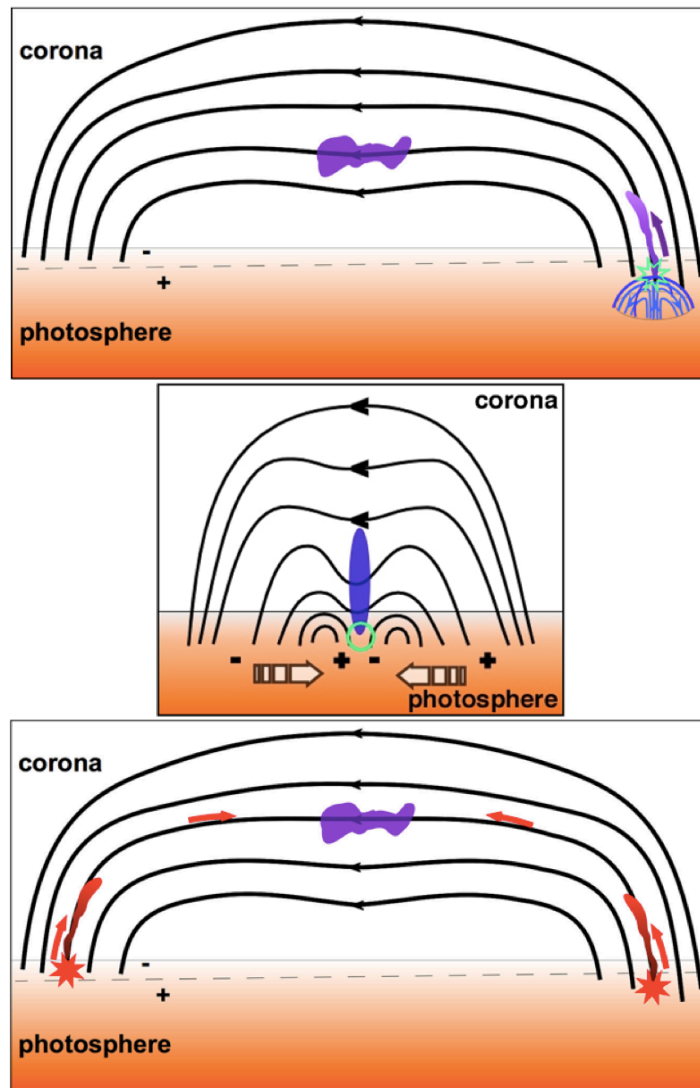 corona
-
+
photosphere
corona
- + - +
photosphere
corona
-
+
photosphere